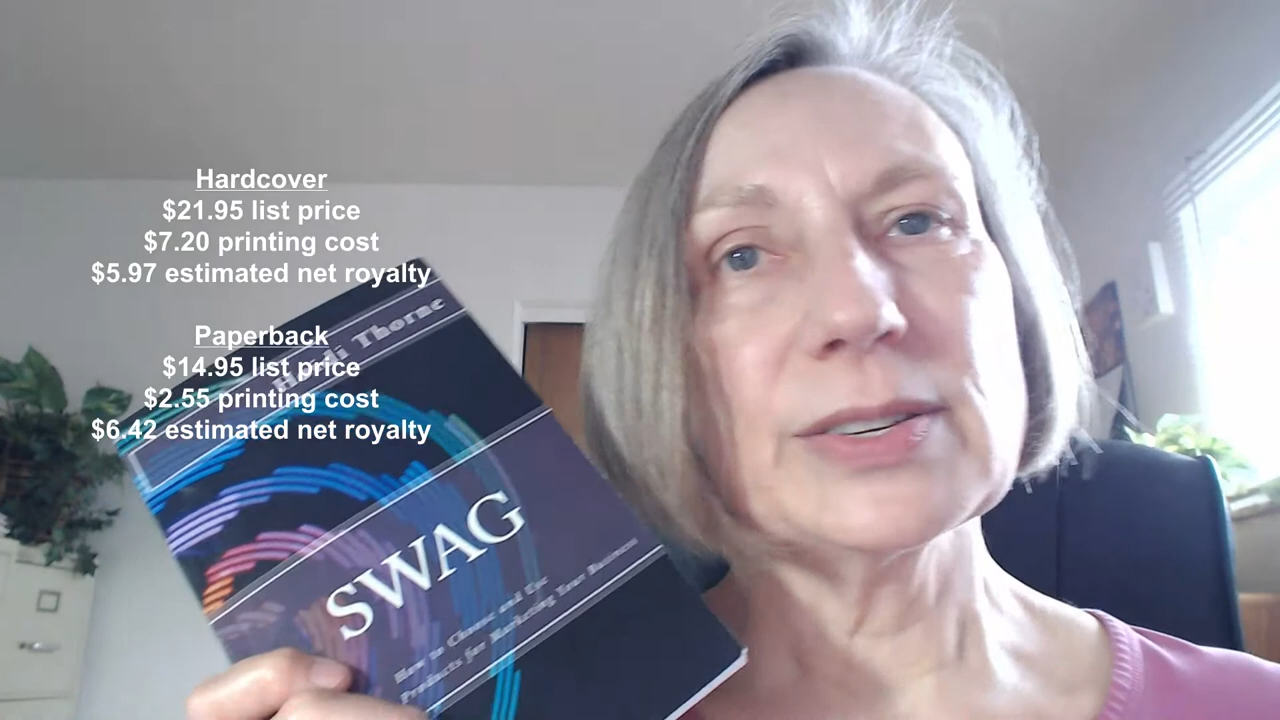 Hardcover
$21.95 list price
$7.20 printing cost
$5.97 estimated net royalty
Paperback
$14.95 list price
$2.55 printing cost
$6.42 estimated net royalty
Heidi Thorne
SWAG
How to Choose and Use
Products for Marketing Your Business